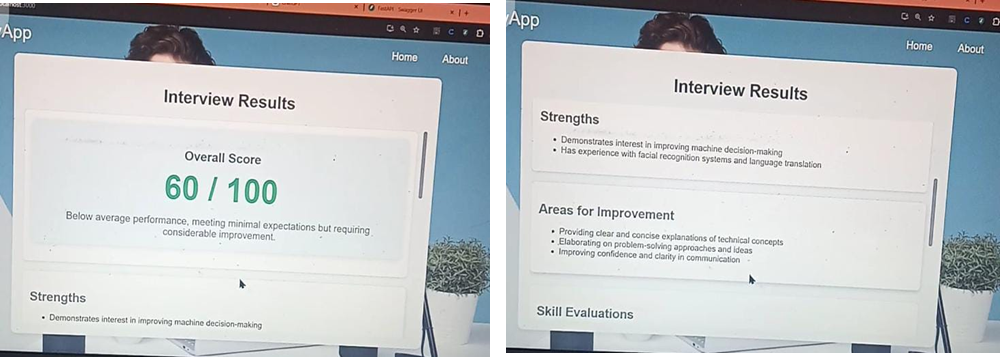 localhost:3000
FastAPI - Swagger UI
App
Home
About
Interview Results
Overall Score
60 / 100
Below average performance, meeting minimal expectations but requiring
considerable improvement.
Strengths
• Demonstrates interest in improving machine decision-making
App
Home
About
Interview Results
Strengths
• Demonstrates interest in improving machine decision-making
• Has experience with facial recognition systems and language translation
Areas for Improvement
• Providing clear and concise explanations of technical concepts
• Elaborating on problem-solving approaches and ideas
• Improving confidence and clarity in communication
Skill Evaluations